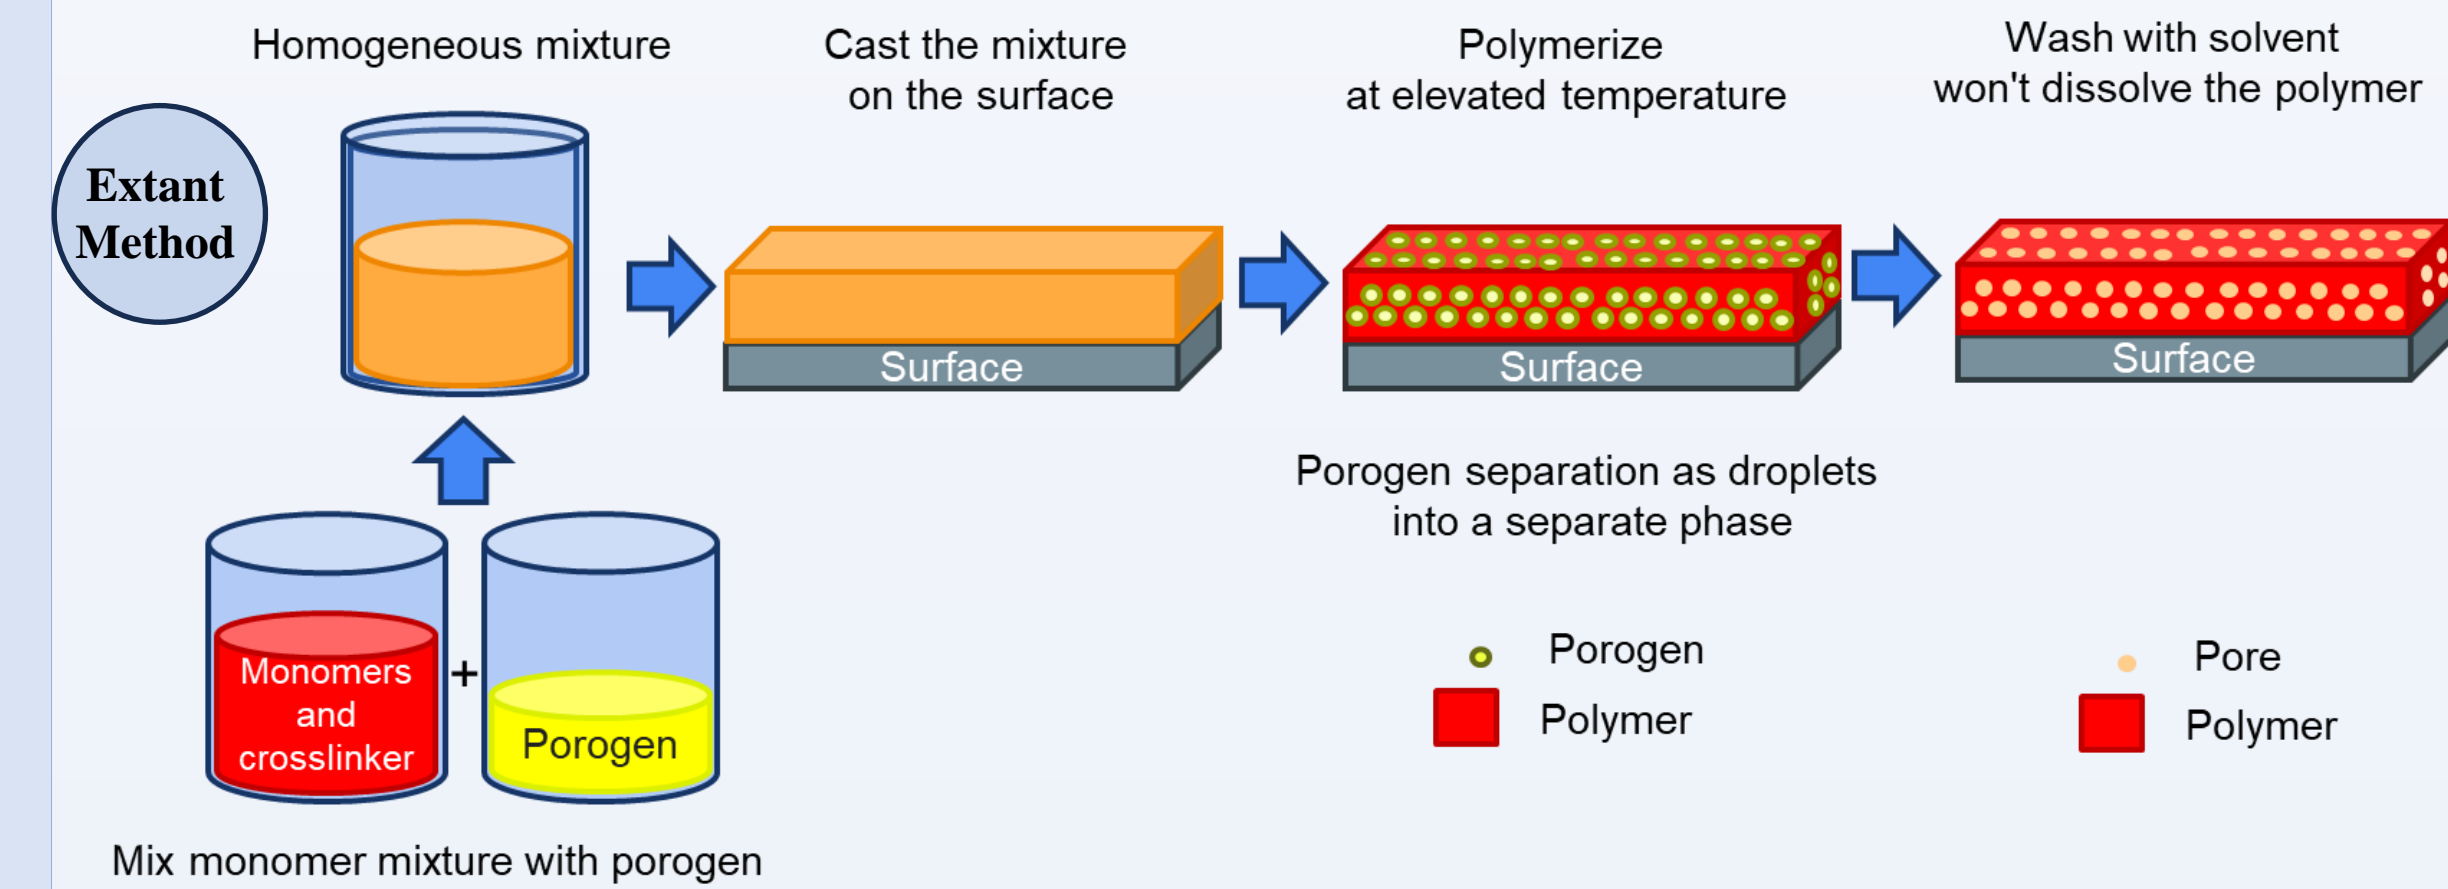 Homogeneous mixture
Cast the mixture
on the surface
Polymerize
at elevated temperature
Wash with solvent
won't dissolve the polymer
Extant
Method
Surface
Surface
Surface
Porogen separation as droplets
into a separate phase
Monomers
and
crosslinker
+
Porogen
Porogen
Polymer
Pore
Polymer
Mix monomer mixture with porogen